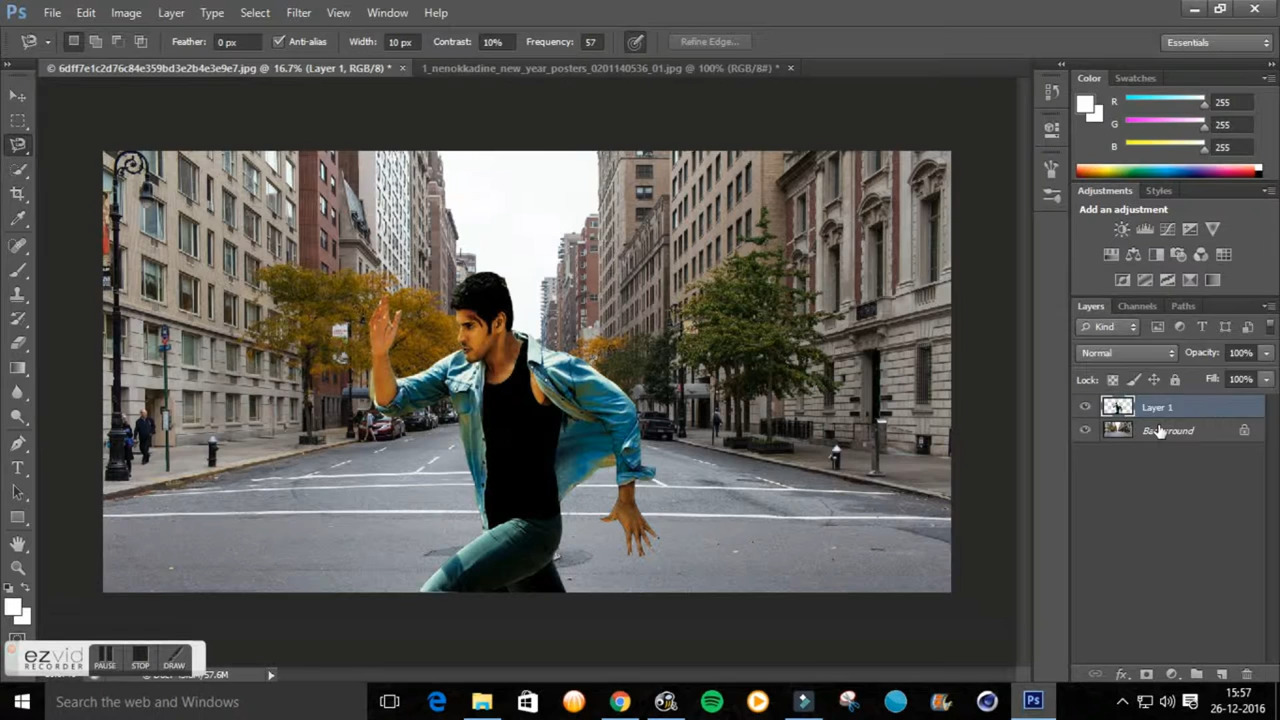 Ps File Edit Image Layer Type Select Filter View Window Help
Feather: 0 px Anti-alias Width: 10 px Contrast: 10% Frequency: 57 Refine Edge... Essentials
© 6dff7e1c2d76c84e359bd3e2b4e3e9e7.jpg @ 16.7% (Layer 1, RGB/8) * × 1_nenokkadine_new_year_posters_0201140536_01.jpg @ 100% (RGB/8#) * ×
Color Swatches
R 255
G 255
B 255
Adjustments Styles
Add an adjustment
Layers Channels Paths
Kind
Normal Opacity: 100%
Lock: Fill: 100%
Layer 1
Background
T
ezvid
RECORDER
PAUSE STOP DRAW
/57.6M
Search the web and Windows
Ps
15:57
26-12-2016